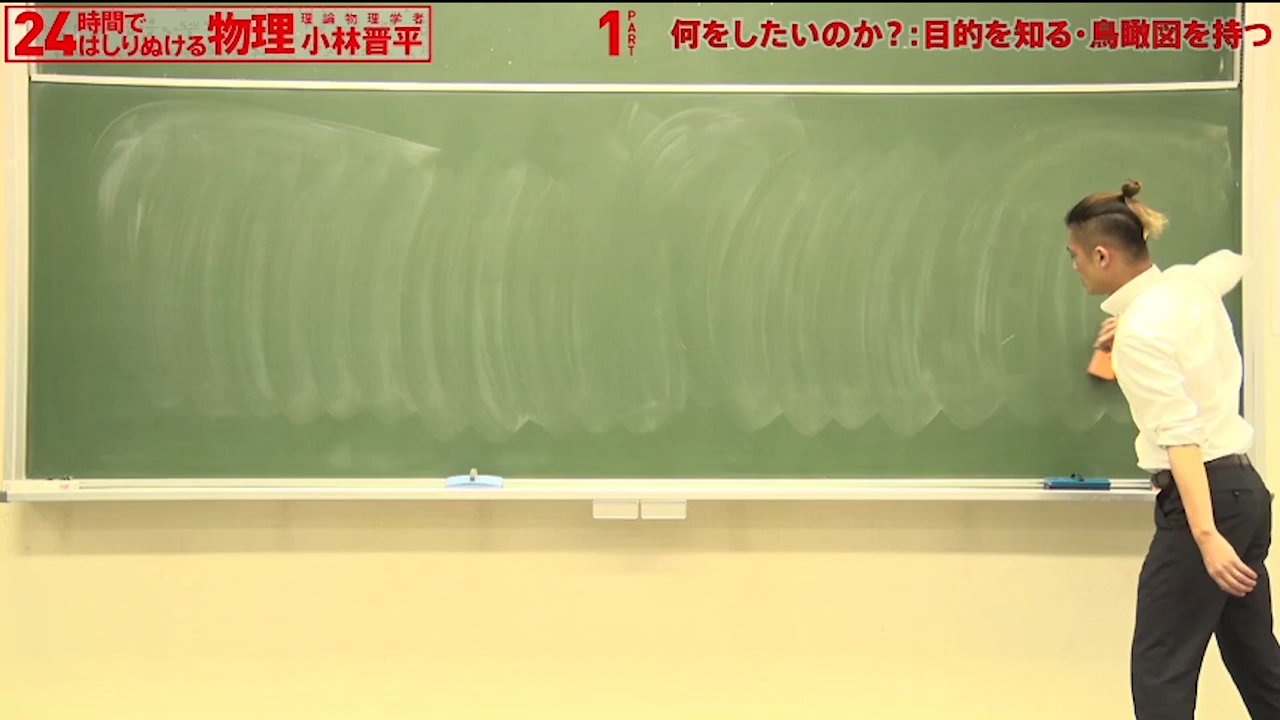 24時間で
はしりぬける物理
理論物理学者
小林晋平
1 PART
何をしたいのか?:目的を知る・鳥瞰図を持つ